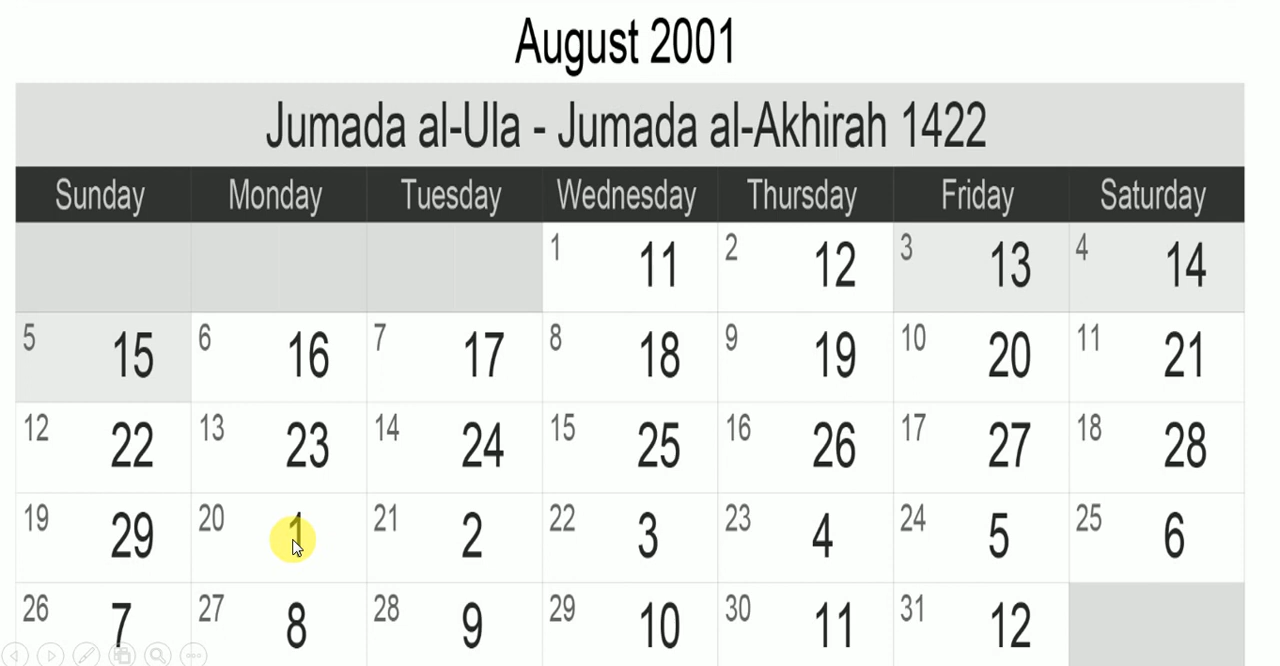 August 2001
Jumada al-Ula - Jumada al-Akhirah 1422
Sunday Monday Tuesday Wednesday Thursday Friday Saturday
1 11 2 12 3 13 4 14
5 15 6 16 7 17 8 18 9 19 10 20 11 21
12 22 13 23 14 24 15 25 16 26 17 27 18 28
19 29 20 1 21 2 22 3 23 4 24 5 25 6
26 7 27 8 28 9 29 10 30 11 31 12